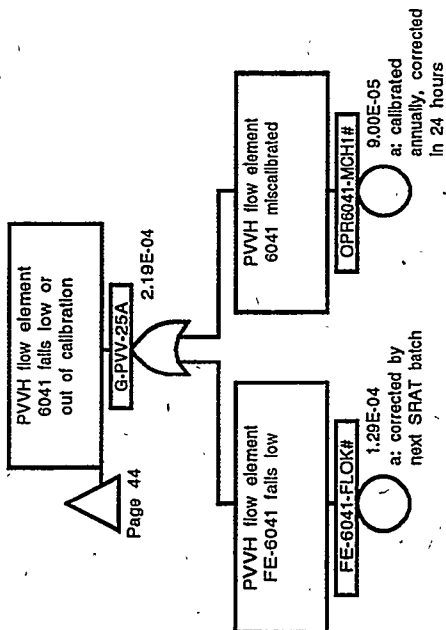 PVVH flow element
6041 fails low or
out of calibration
G-PVV-25A
2.19E-04
Page 44
PVVH flow element
FE-6041 fails low
FE-6041-FLOK#
1.29E-04
a: corrected by
next SRAT batch
PVVH flow element
6041 miscalibrated
OPR6041-MCH1#
9.00E-05
a: calibrated
annually, corrected
in 24 hours